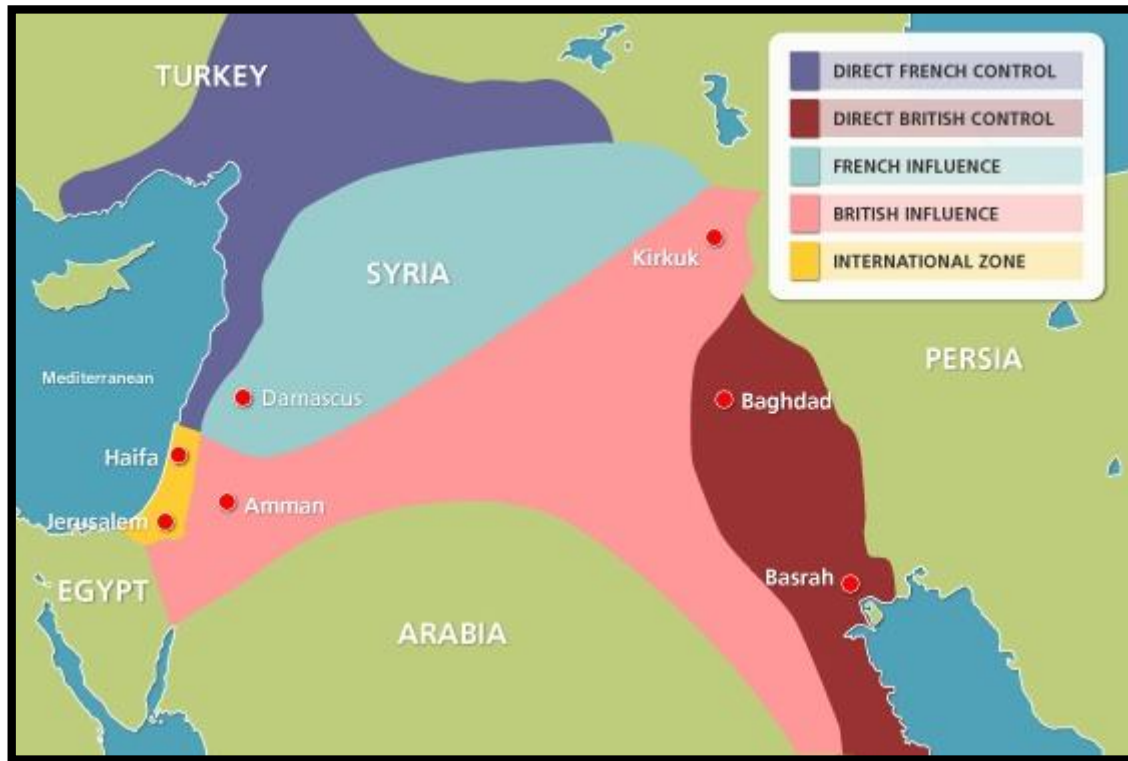 TURKEY
DIRECT FRENCH CONTROL
DIRECT BRITISH CONTROL
FRENCH INFLUENCE
BRITISH INFLUENCE
INTERNATIONAL ZONE
Kirkuk
SYRIA
PERSIA
Mediterranean
Damascus
Baghdad
Haifa
Amman
Jerusalem
Basrah
EGYPT
ARABIA